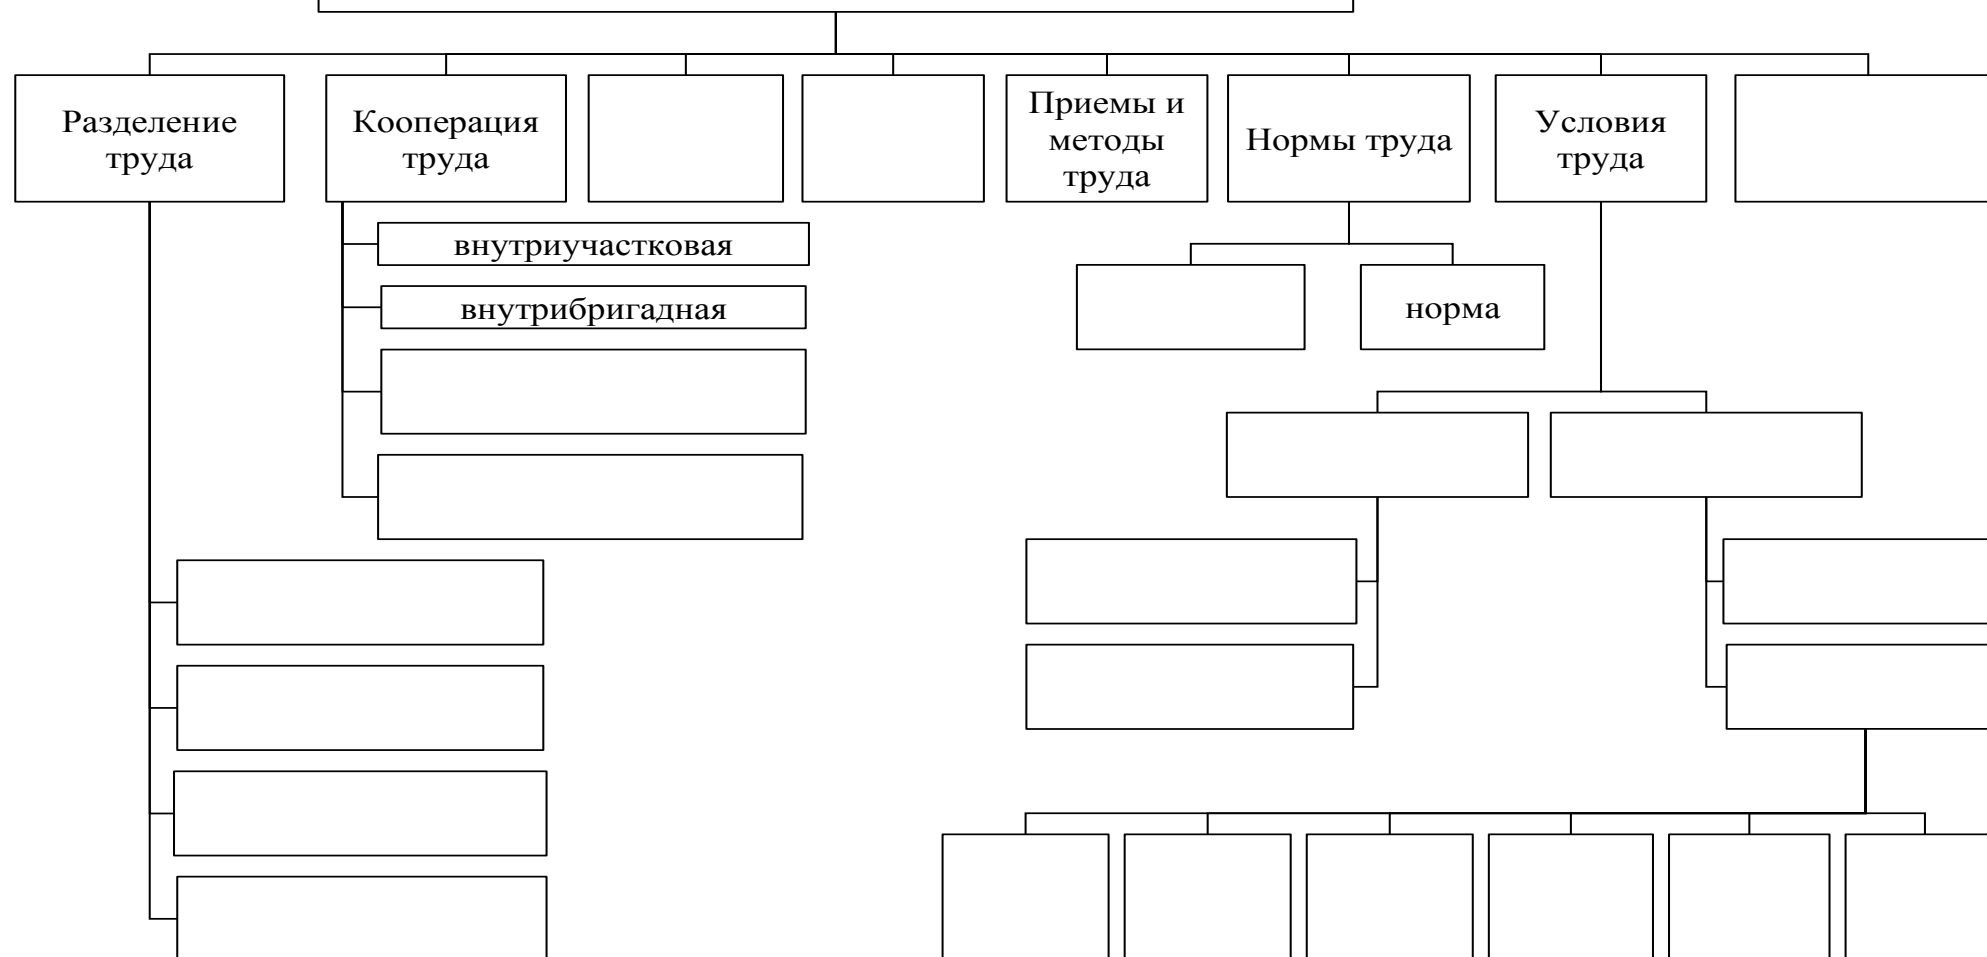 Разделение
труда
Кооперация
труда
Приемы и
методы
труда
Нормы труда
Условия
труда
внутриучастковая
внутрибригадная
норма